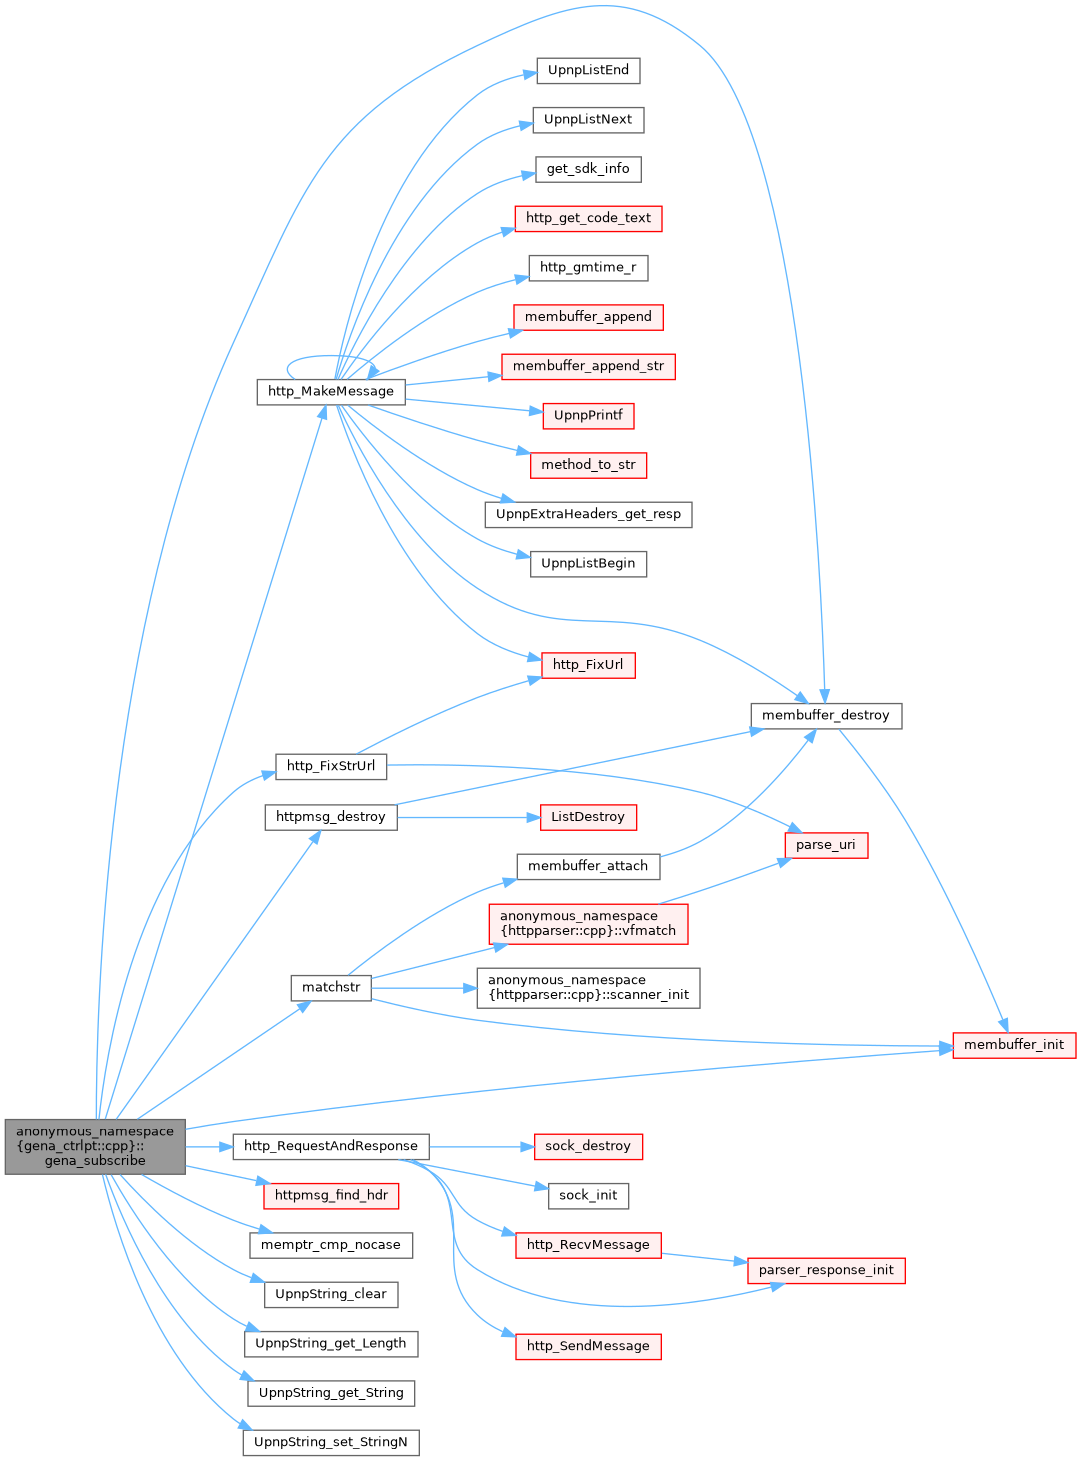 UpnpListEnd
UpnpListNext
get_sdk_info
http_get_code_text
http_gmtime_r
membuffer_append
membuffer_append_str
http_MakeMessage
UpnpPrintf
method_to_str
UpnpExtraHeaders_get_resp
UpnpListBegin
http_FixUrl
membuffer_destroy
http_FixStrUrl
httpmsg_destroy
ListDestroy
parse_uri
membuffer_attach
anonymous_namespace
{httpparser::cpp}::vfmatch
matchstr
anonymous_namespace
{httpparser::cpp}::scanner_init
membuffer_init
anonymous_namespace
{gena_ctrlpt::cpp}::
gena_subscribe
http_RequestAndResponse
sock_destroy
httpmsg_find_hdr
sock_init
memptr_cmp_nocase
http_RecvMessage
parser_response_init
UpnpString_clear
UpnpString_get_Length
http_SendMessage
UpnpString_get_String
UpnpString_set_StringN